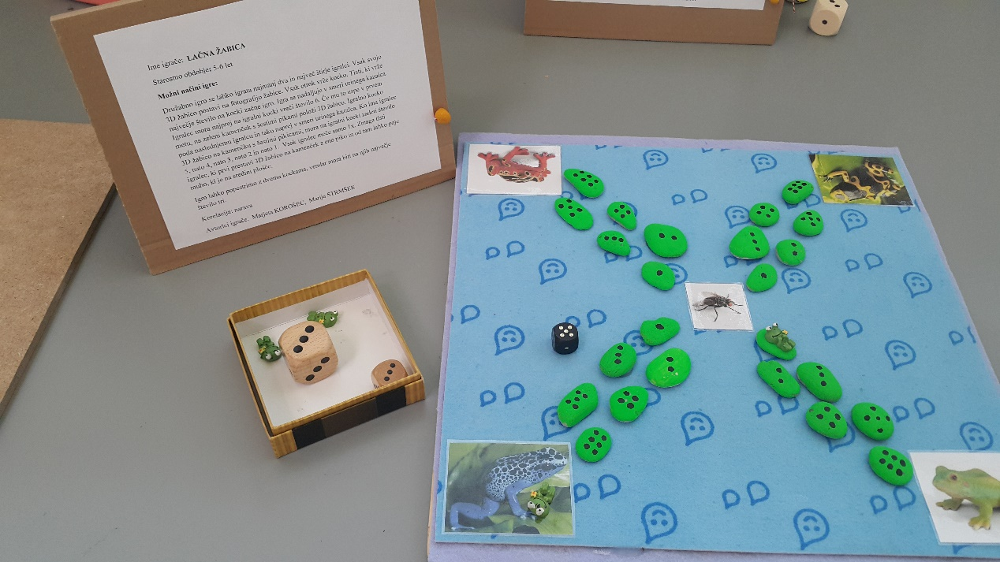 Ime igrače: LAČNA ŽABICA
Starosmo obdobje: 5-6 let
Možni načini igre:
Družabno igro se lahko igrata najmanj dva in največ štirje igralci. Vsak svojo
3D žabico postavi na fotografijo žabice. Vsak otrok vrže kocko. Tisti, ki vrže
največje število na kocki začne igro. Igra se nadaljuje v smeri urinega kazalca.
Igralec mora najprej na igralni kocki vreči število 6. Če mu to uspe v prvem
metu, na zeleni kamenček s šestimi pikami položi 3D žabico. Igralno kocko
poda naslednjemu igralcu in tako naprej v smeri urinega kazalca. Ko ima igralec
3D žabico na kamenčku s šestimi pikicami, mora na igralni kocki zadeti število
5, nato 4, nato 3, nato 2 in nato 1. Vsak igralec meče samo 1x. Zmaga tisti
igralec, ki prvi prestavi 3D žabico na kamenček z eno piko in od tam lahko poje
muho, ki je na sredini plošče.
Igro lahko popestrimo z dvema kockama, vendar mora biti na njih največje
število tri.
Korelacija: narava
Avtorici igrače: Marjeta KOROŠEC, Marija STRMŠEK